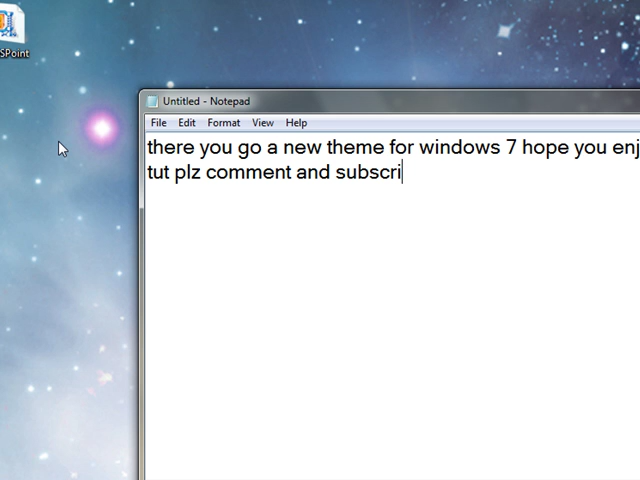 SPoint
Untitled - Notepad
File Edit Format View Help
there you go a new theme for windows 7 hope you enj
tut plz comment and subscri